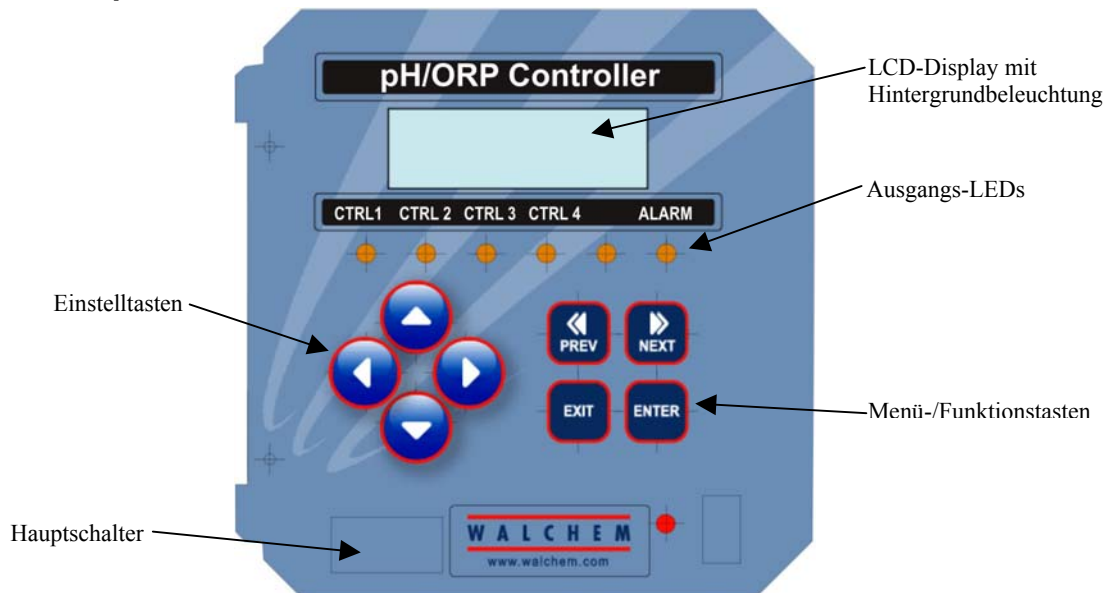 pH/ORP Controller
LCD-Display mit
Hintergrundbeleuchtung
CTRL1 CTRL 2 CTRL 3 CTRL 4 ALARM
Ausgangs-LEDs
Einstelltasten
PREV NEXT
EXIT ENTER
Menü-/Funktionstasten
Hauptschalter
WALCHEM
www.walchem.com